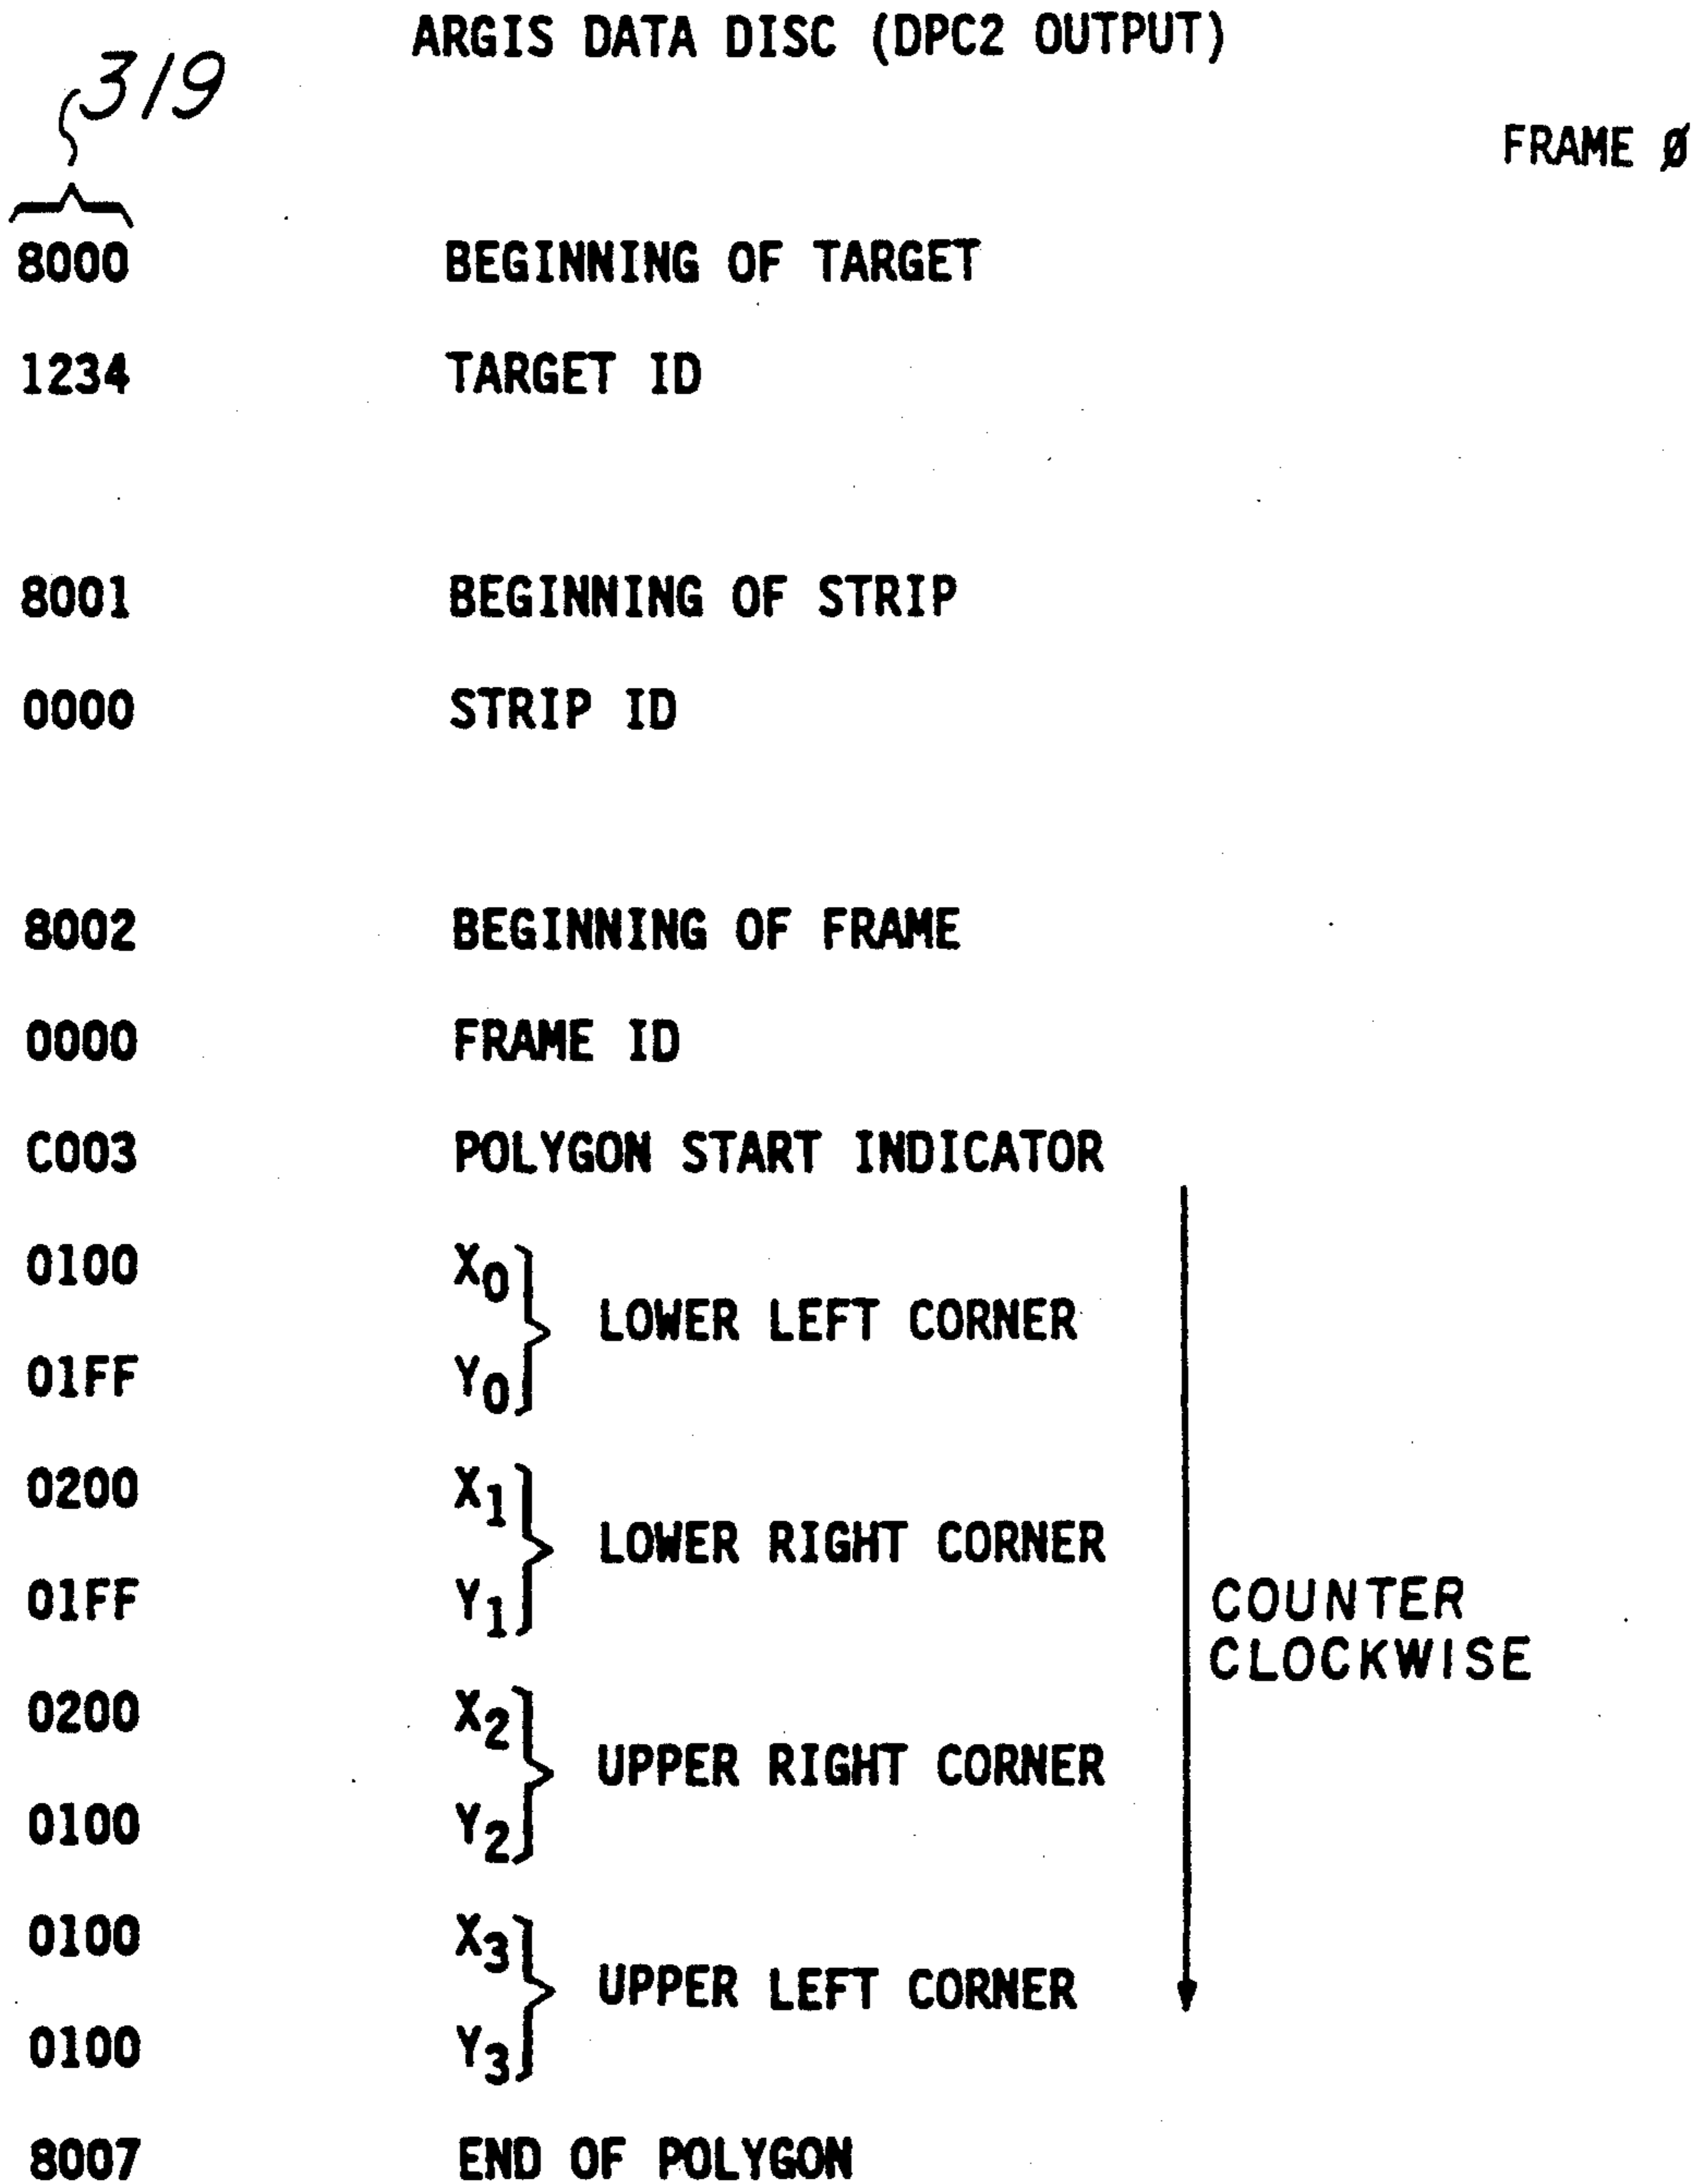 ARGIS DATA DISC (DPC2 OUTPUT)
319
FRAME Ø
8000 BEGINNING OF TARGET
1234 TARGET ID
8001 BEGINNING OF STRIP
0000 STRIP ID
8002 BEGINNING OF FRAME
0000 FRAME ID
C003 POLYGON START INDICATOR
0100 X0
LOWER LEFT CORNER
01FF Y0
0200 X1
LOWER RIGHT CORNER
01FF Y1
COUNTER
CLOCKWISE
0200 X2
UPPER RIGHT CORNER
0100 Y2
0100 X3
UPPER LEFT CORNER
0100 Y3
8007 END OF POLYGON